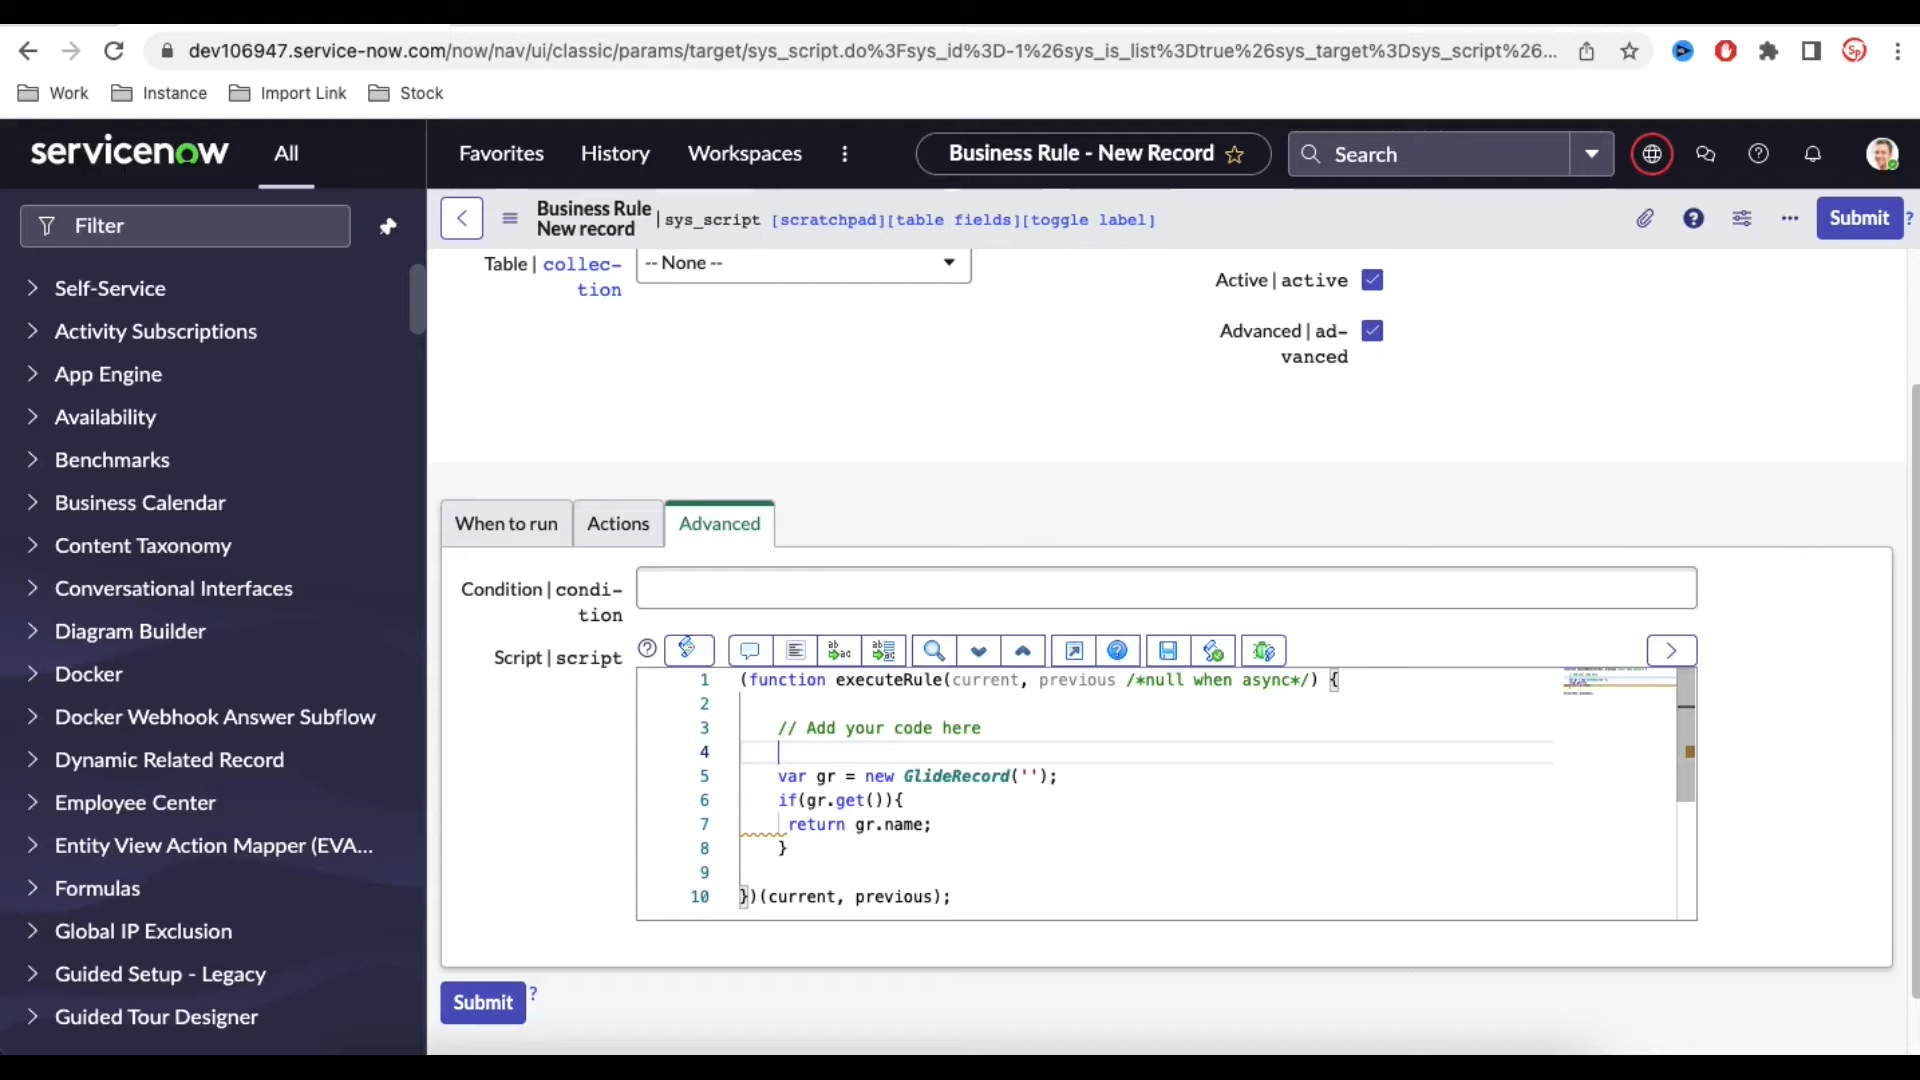 dev106947.service-now.com/now/nav/ui/classic/params/target/sys_script.do%3Fsys_id%3D-1%26sys_is_list%3Dtrue%26sys_target%3Dsys_script%26...
Work Instance Import Link Stock
servicenow All Favorites History Workspaces Business Rule - New Record Search
Filter
Business Rule
New record
| sys_script [scratchpad][table fields][toggle label]
Submit ?
Self-Service
Activity Subscriptions
App Engine
Availability
Benchmarks
Business Calendar
Content Taxonomy
Conversational Interfaces
Diagram Builder
Docker
Docker Webhook Answer Subflow
Dynamic Related Record
Employee Center
Entity View Action Mapper (EVA...
Formulas
Global IP Exclusion
Guided Setup - Legacy
Guided Tour Designer
Table | collec-
tion
-- None --
Active | active
Advanced | ad-
vanced
When to run Actions Advanced
Condition | condi-
tion
Script | script
1 (function executeRule(current, previous /*null when async*/) {
2
3 // Add your code here
4
5 var gr = new GlideRecord('');
6 if(gr.get()){
7 return gr.name;
8 }
9
10 })(current, previous);
Submit ?